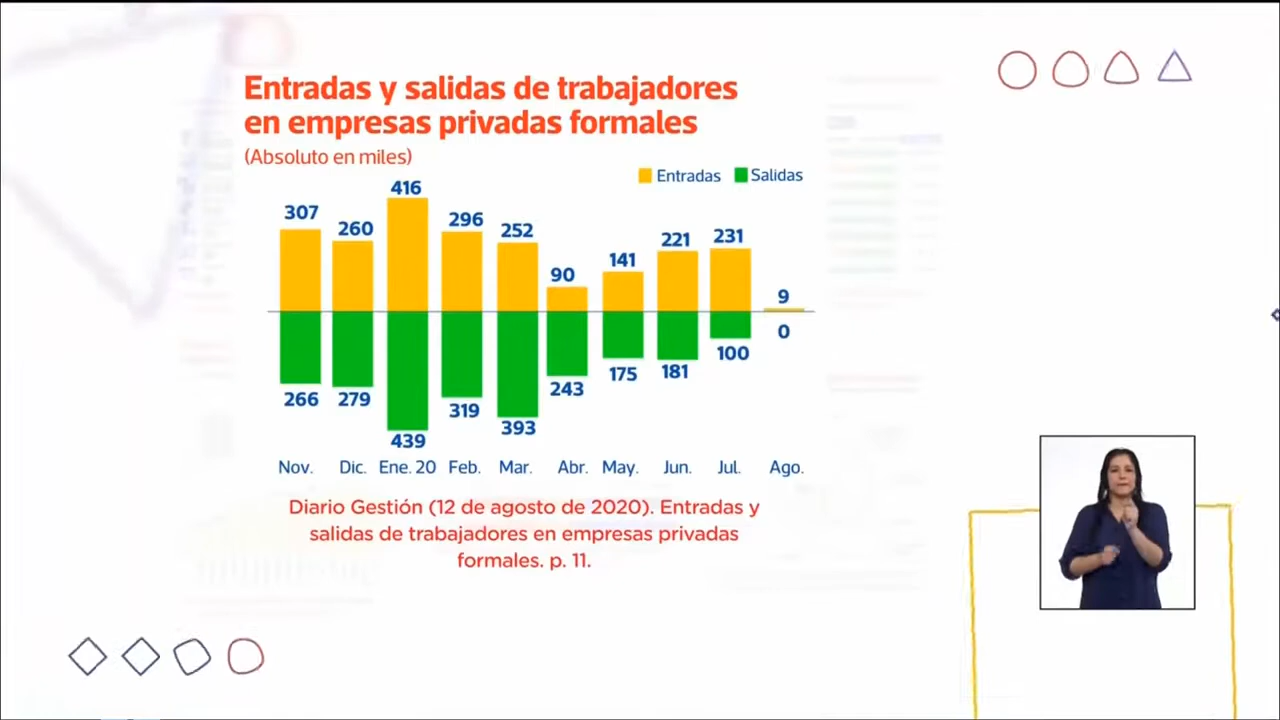 Entradas y salidas de trabajadores
en empresas privadas formales
(Absoluto en miles)
Entradas Salidas
307 260 416 296 252 90 141 221 231 9
266 279 439 319 393 243 175 181 100 0
Nov. Dic. Ene. 20 Feb. Mar. Abr. May. Jun. Jul. Ago.
Diario Gestión (12 de agosto de 2020). Entradas y
salidas de trabajadores en empresas privadas
formales. p. 11.